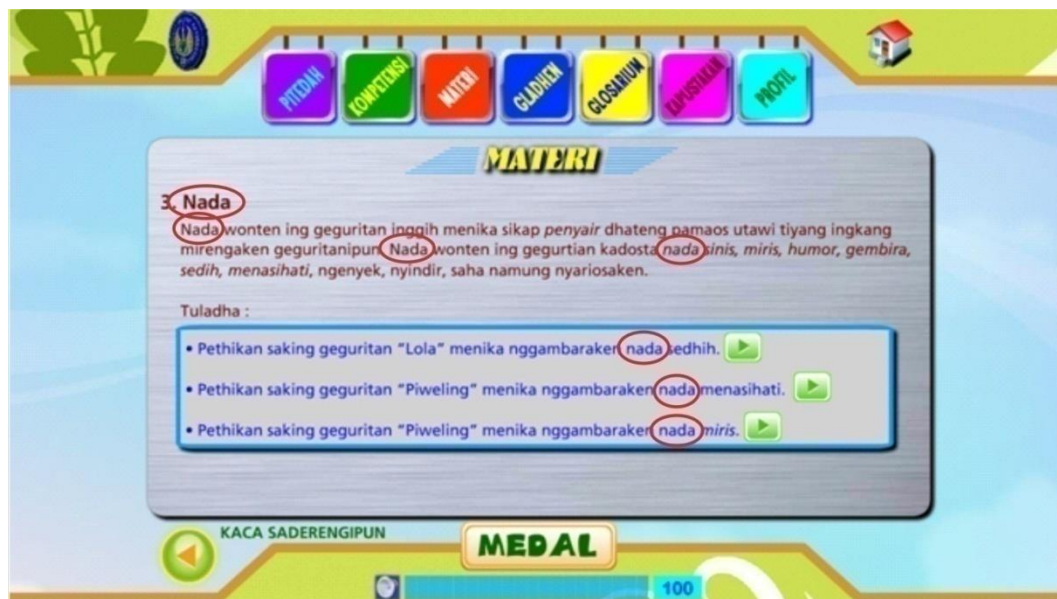 PITEDAH KOMPETENSI MATERI GLADHEN GLOSARIUM KAPUSTAKAN PROFIL
MATERI
3. Nada
Nada wonten ing geguritan inggih menika sikap penyair dhateng pamaos utawi tiyang ingkang
mirengaken geguritanipun. Nada wonten ing gegurtian kadosta nada sinis, miris, humor, gembira,
sedih, menasihati, ngenyek, nyindir, saha namung nyariosaken.
Tuladha :
• Pethikan saking geguritan "Lola" menika nggambaraken nada sedhih.
• Pethikan saking geguritan "Piweling" menika nggambaraken nada menasihati.
• Pethikan saking geguritan "Piweling" menika nggambaraken nada miris.
KACA SADERENGIPUN
MEDAL
100